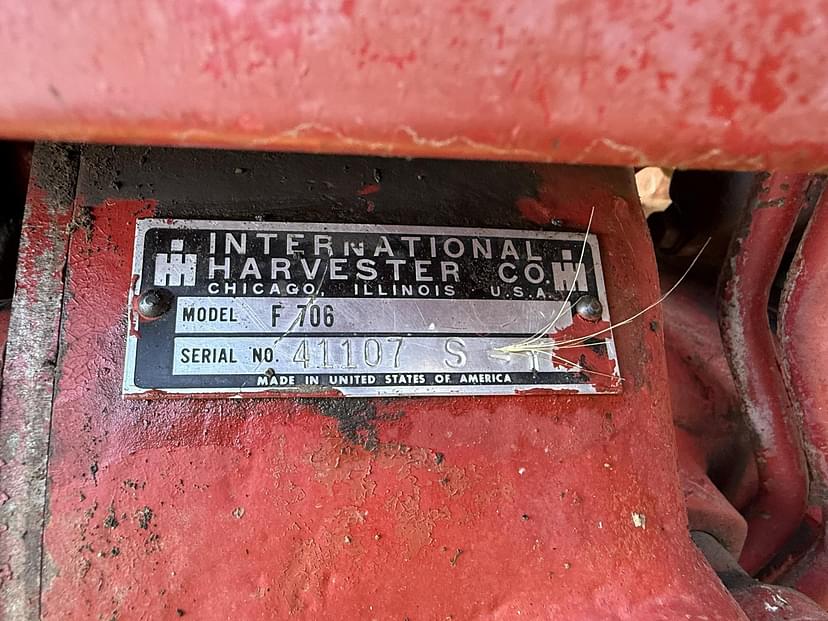 INTERNATIONAL
HARVESTER CO.
CHICAGO, ILLINOIS U.S.A.
MODEL F 706
SERIAL NO. 41107 S
MADE IN UNITED STATES OF AMERICA